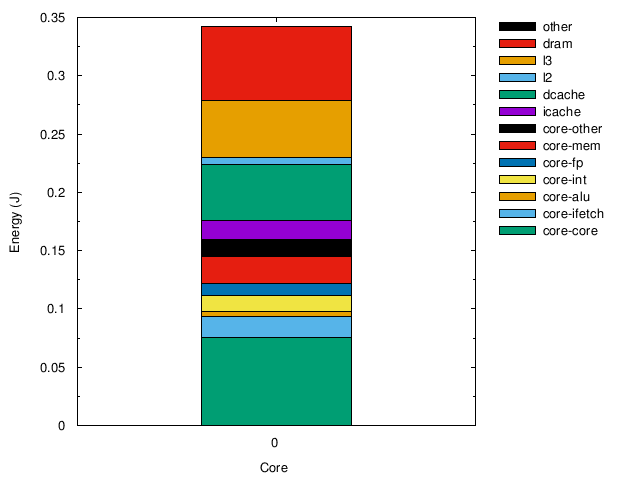 0.35
0.3
0.25
0.2
0.15
0.1
0.05
0
Energy (J)
0
Core
other
dram
l3
l2
dcache
icache
core-other
core-mem
core-fp
core-int
core-alu
core-ifetch
core-core